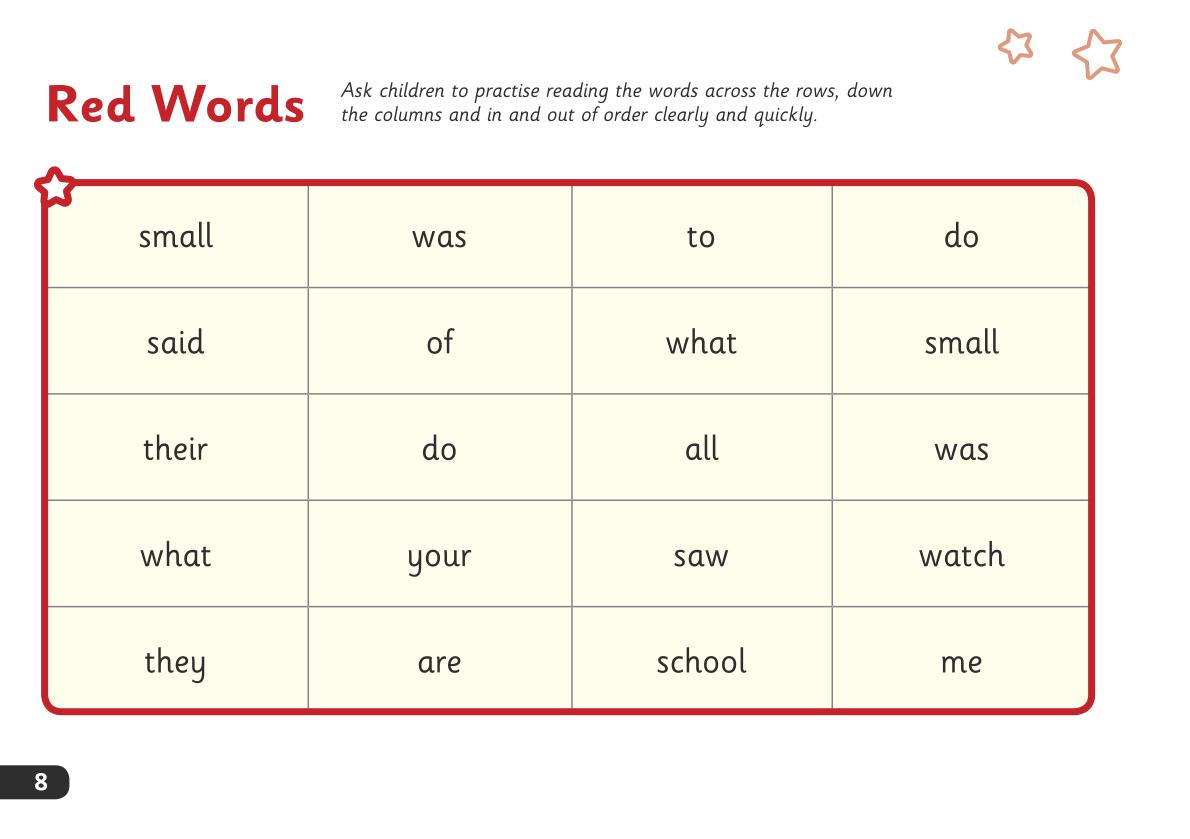 Red Words
Ask children to practise reading the words across the rows, down
the columns and in and out of order clearly and quickly.
small was to do
said of what small
their do all was
what your saw watch
they are school me
8